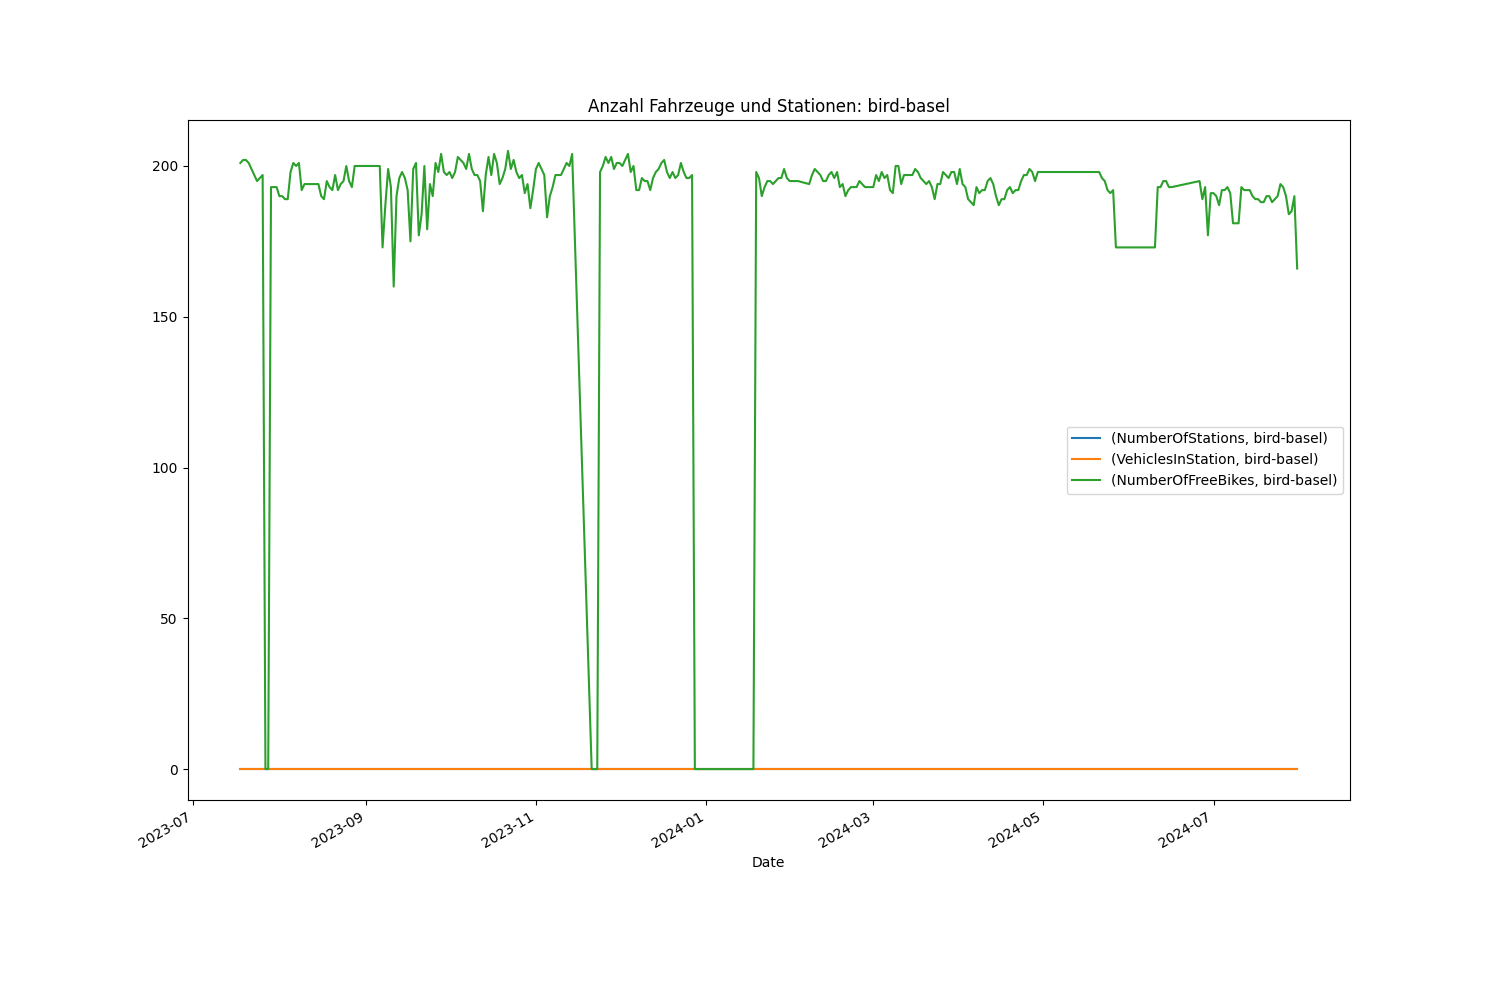 Anzahl Fahrzeuge und Stationen: bird-basel
200
150
100
50
0
(NumberOfStations, bird-basel)
(VehiclesInStation, bird-basel)
(NumberOfFreeBikes, bird-basel)
2023-07
2023-09
2023-11
2024-01
2024-03
2024-05
2024-07
Date